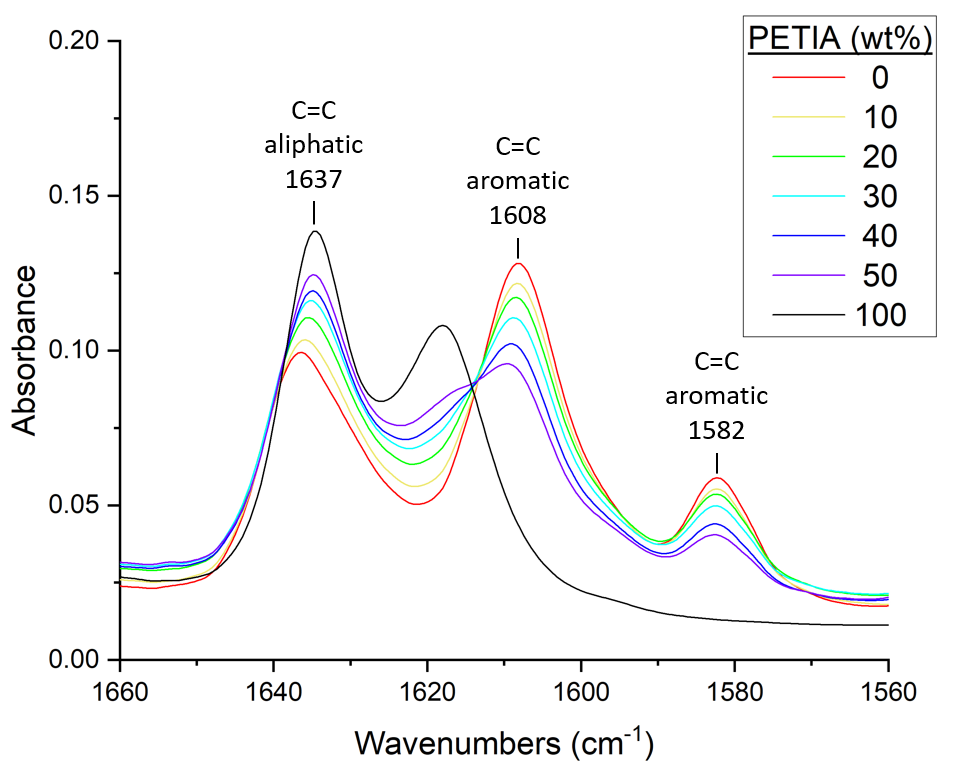 PETIA (wt%)
0
10
20
30
40
50
100
C=C
aliphatic
1637
C=C
aromatic
1608
C=C
aromatic
1582
0.20
0.15
0.10
0.05
0.00
Absorbance
1660 1640 1620 1600 1580 1560
Wavenumbers (cm⁻¹)